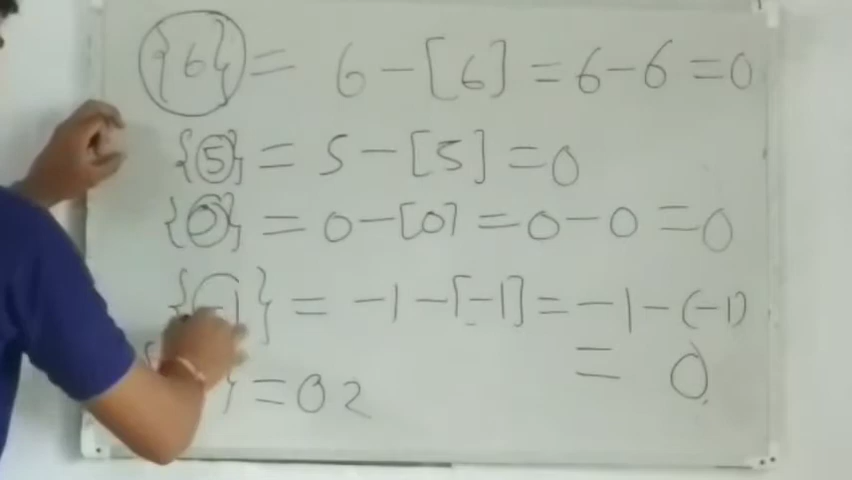 {6} = 6 - [6] = 6 - 6 = 0
{5} = 5 - [5] = 0
{0} = 0 - [0] = 0 - 0 = 0
{-1} = -1 - [-1] = -1 - (-1)
= 0
} = 0 2